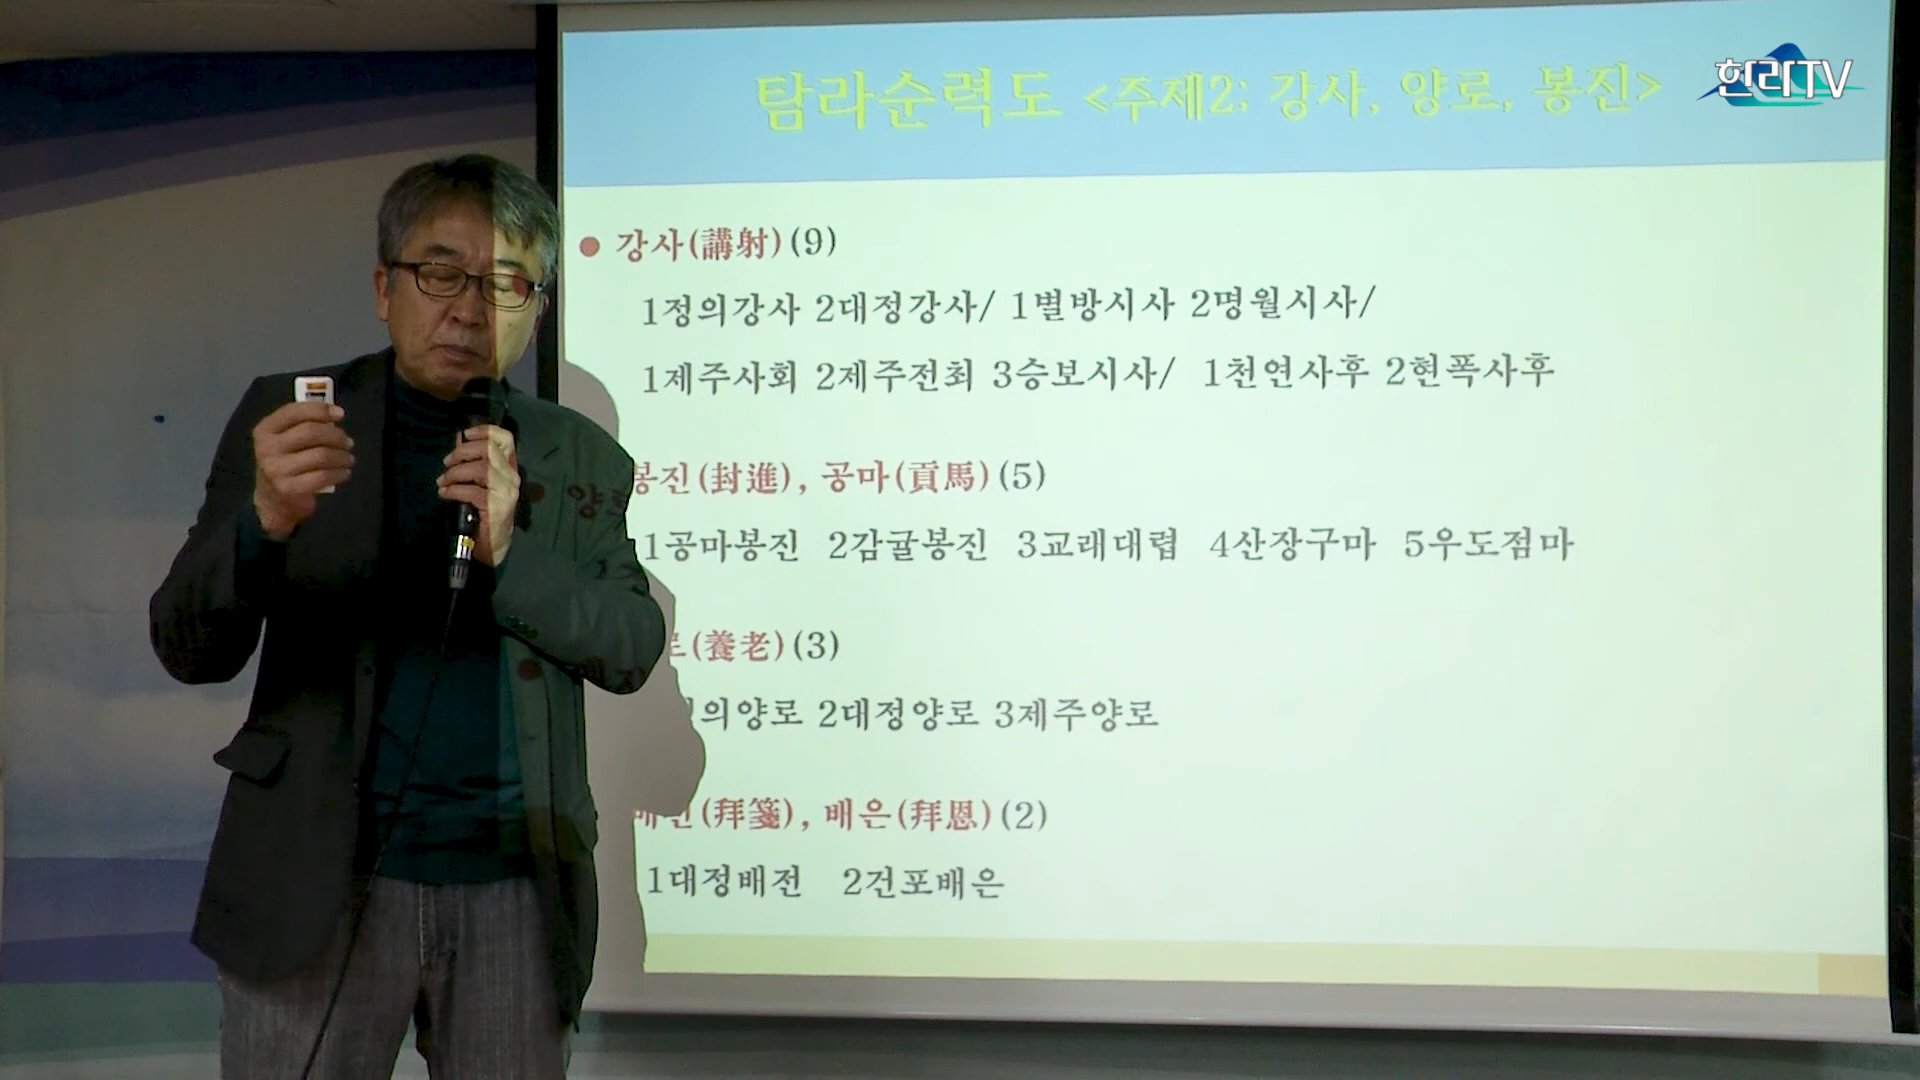 탐라순력도 <주제2; 강사, 양로, 봉진>
한라TV
● 강사(講射)(9)
1정의강사 2대정강사/ 1별방시사 2명월시사/
1제주사회 2제주전최 3승보시사/ 1천연사후 2현폭사후
봉진(封進), 공마(貢馬)(5)
1공마봉진 2감귤봉진 3교래대렵 4산장구마 5우도점마
(養老)(3)
의양로 2대정양로 3제주양로
(拜箋), 배은(拜恩)(2)
1대정배전 2건포배은